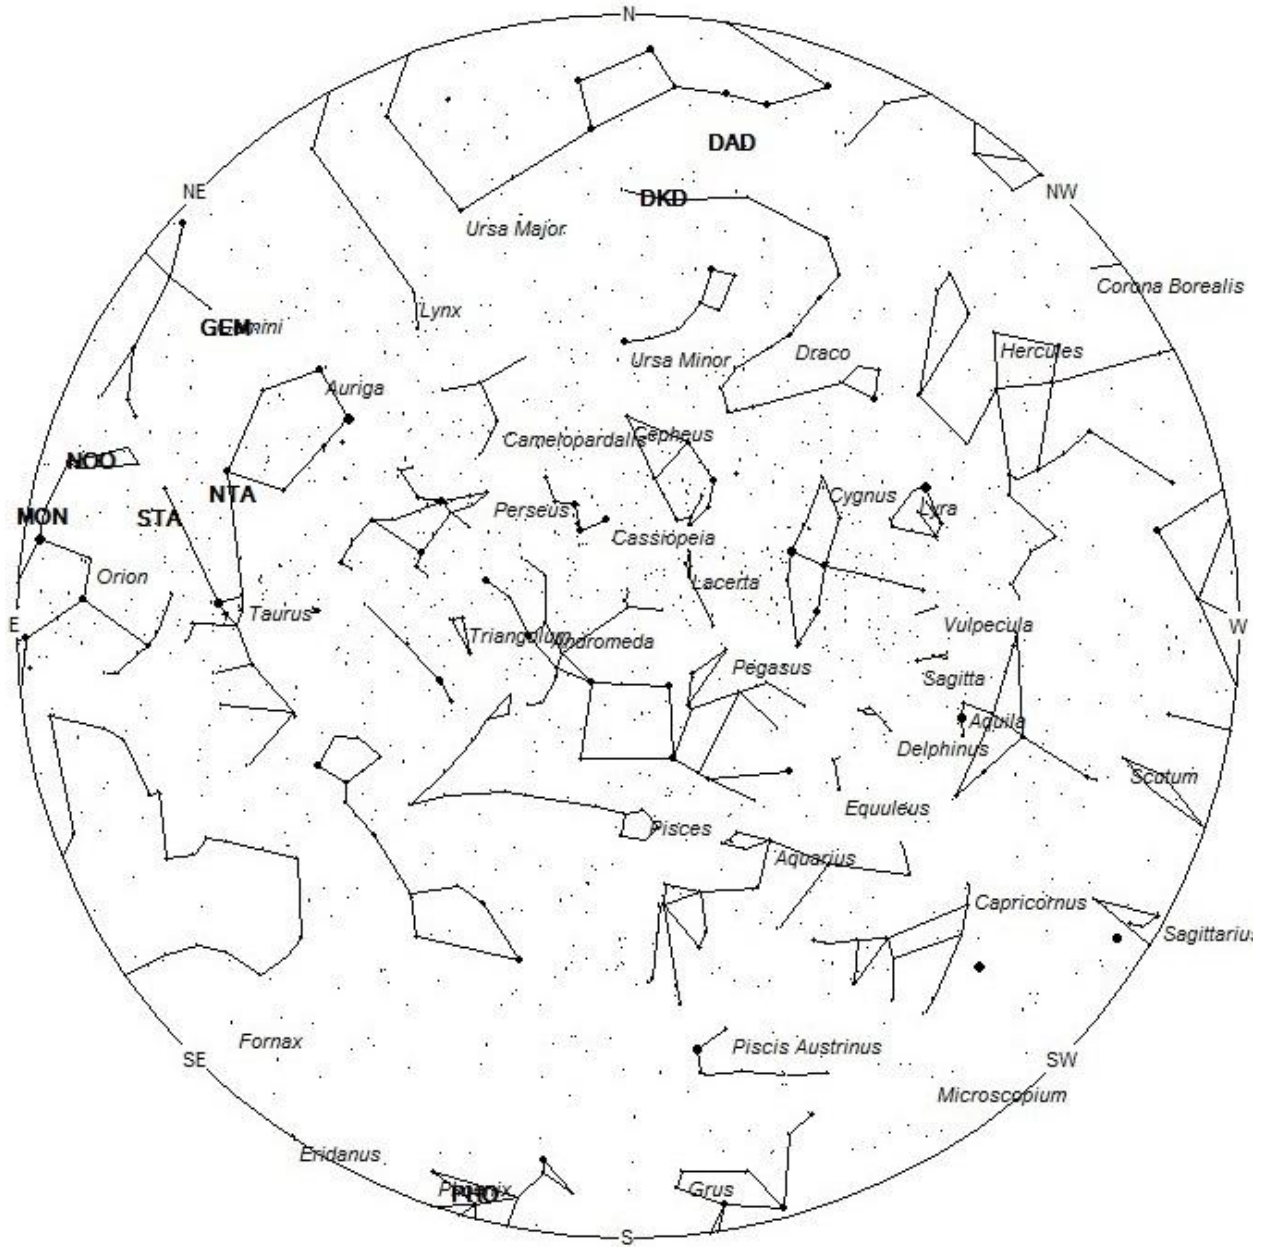 N
DAD
NE
DKD
NW
Ursa Major
Corona Borealis
Lynx
GEM
Ursa Minor
Draco
Hercules
Auriga
Camelopardalis
Cepheus
NOO
NTA
Cygnus
Lyra
MON
STA
Perseus
Cassiopeia
Orion
Lacerta
Taurus
E
Vulpecula
W
Triangulum
Andromeda
Pegasus
Sagitta
Aquila
Delphinus
Scutum
Equuleus
Pisces
Aquarius
Capricornus
Sagittarius
Fornax
Piscis Austrinus
SE
SW
Microscopium
Eridanus
PHO
Grus
S